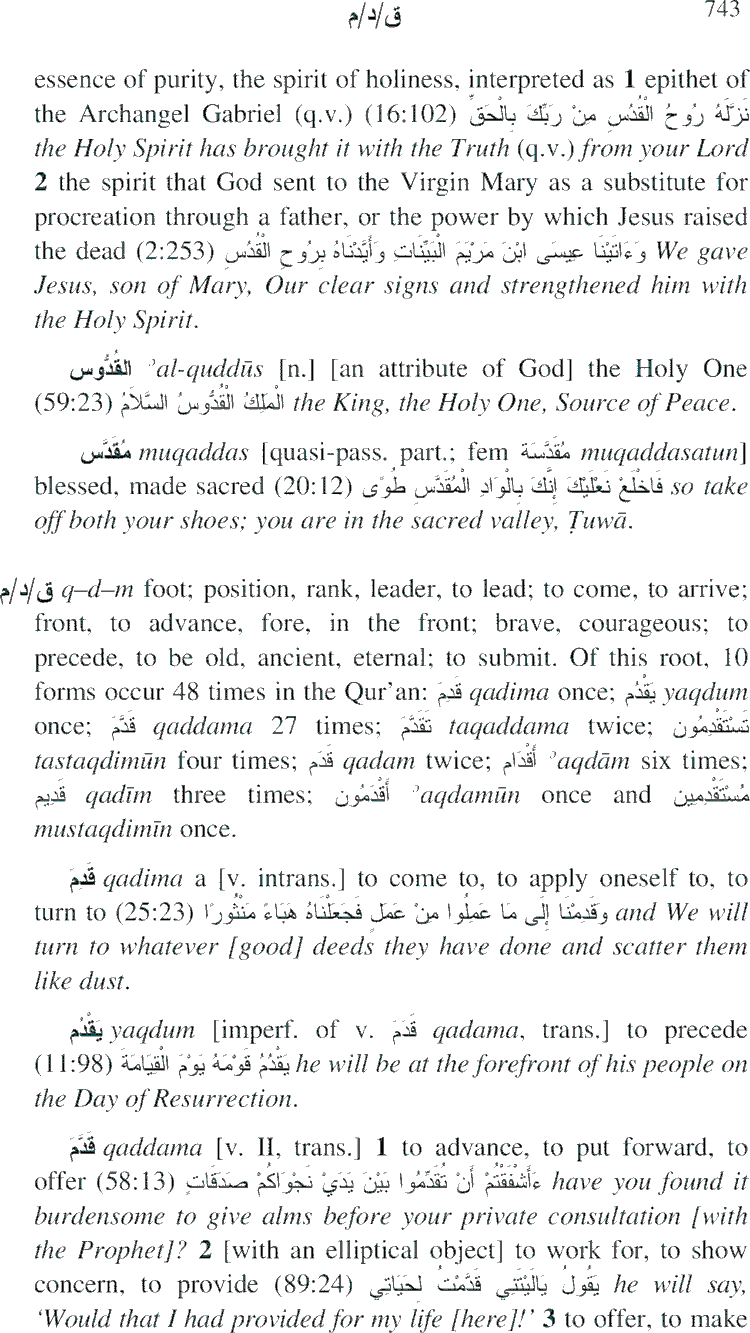 ق/د/م 743
essence of purity, the spirit of holiness, interpreted as 1 epithet of
the Archangel Gabriel (q.v.) (16:102) نَزَّلَهُ رُوحُ الْقُدُسِ مِنْ رَبِّكَ بِالْحَقِّ
the Holy Spirit has brought it with the Truth (q.v.) from your Lord
2 the spirit that God sent to the Virgin Mary as a substitute for
procreation through a father, or the power by which Jesus raised
the dead (2:253) وَءَاتَيْنَا عِيسَى ابْنَ مَرْيَمَ الْبَيِّنَاتِ وَأَيَّدْنَاهُ بِرُوحِ الْقُدُسِ We gave
Jesus, son of Mary, Our clear signs and strengthened him with
the Holy Spirit.
القُدُّوس ʾal-quddūs [n.] [an attribute of God] the Holy One
(59:23) الْمَلِكُ الْقُدُّوسُ السَّلاَمُ the King, the Holy One, Source of Peace.
مُقَدَّس muqaddas [quasi-pass. part.; fem مُقَدَّسَة muqaddasatun]
blessed, made sacred (20:12) فَاخْلَعْ نَعْلَيْكَ إِنَّكَ بِالْوَادِ الْمُقَدَّسِ طُوًى so take
off both your shoes; you are in the sacred valley, Ṭuwā.
ق/د/م q–d–m foot; position, rank, leader, to lead; to come, to arrive;
front, to advance, fore, in the front; brave, courageous; to
precede, to be old, ancient, eternal; to submit. Of this root, 10
forms occur 48 times in the Qur’an: قَدِمَ qadima once; يَقْدُم yaqdum
once; قَدَّمَ qaddama 27 times; تَقَدَّمَ taqaddama twice; تَسْتَقْدِمُون
tastaqdimūn four times; قَدَم qadam twice; أَقْدَام ʾaqdām six times;
قَدِيم qadīm three times; أَقْدَمُون ʾaqdamūn once and مُسْتَقْدِمِين
mustaqdimīn once.
قَدِمَ qadima a [v. intrans.] to come to, to apply oneself to, to
turn to (25:23) وَقَدِمْنَا إِلَى مَا عَمِلُوا مِنْ عَمَلٍ فَجَعَلْنَاهُ هَبَاءً مَنْثُورًا and We will
turn to whatever [good] deeds they have done and scatter them
like dust.
يَقْدُم yaqdum [imperf. of v. قَدَمَ qadama, trans.] to precede
(11:98) يَقْدُمُ قَوْمَهُ يَوْمَ الْقِيَامَةِ he will be at the forefront of his people on
the Day of Resurrection.
قَدَّمَ qaddama [v. II, trans.] 1 to advance, to put forward, to
offer (58:13) ءَأَشْفَقْتُمْ أَنْ تُقَدِّمُوا بَيْنَ يَدَيْ نَجْوَاكُمْ صَدَقَاتٍ have you found it
burdensome to give alms before your private consultation [with
the Prophet]? 2 [with an elliptical object] to work for, to show
concern, to provide (89:24) يَقُولُ يَالَيْتَنِي قَدَّمْتُ لِحَيَاتِي he will say,
‘Would that I had provided for my life [here]!’ 3 to offer, to make